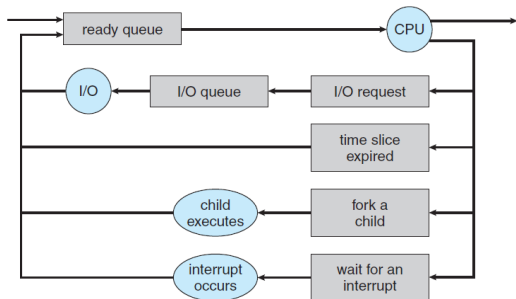 ready queue
CPU
I/O
I/O queue
I/O request
time slice
expired
child
executes
fork a
child
interrupt
occurs
wait for an
interrupt